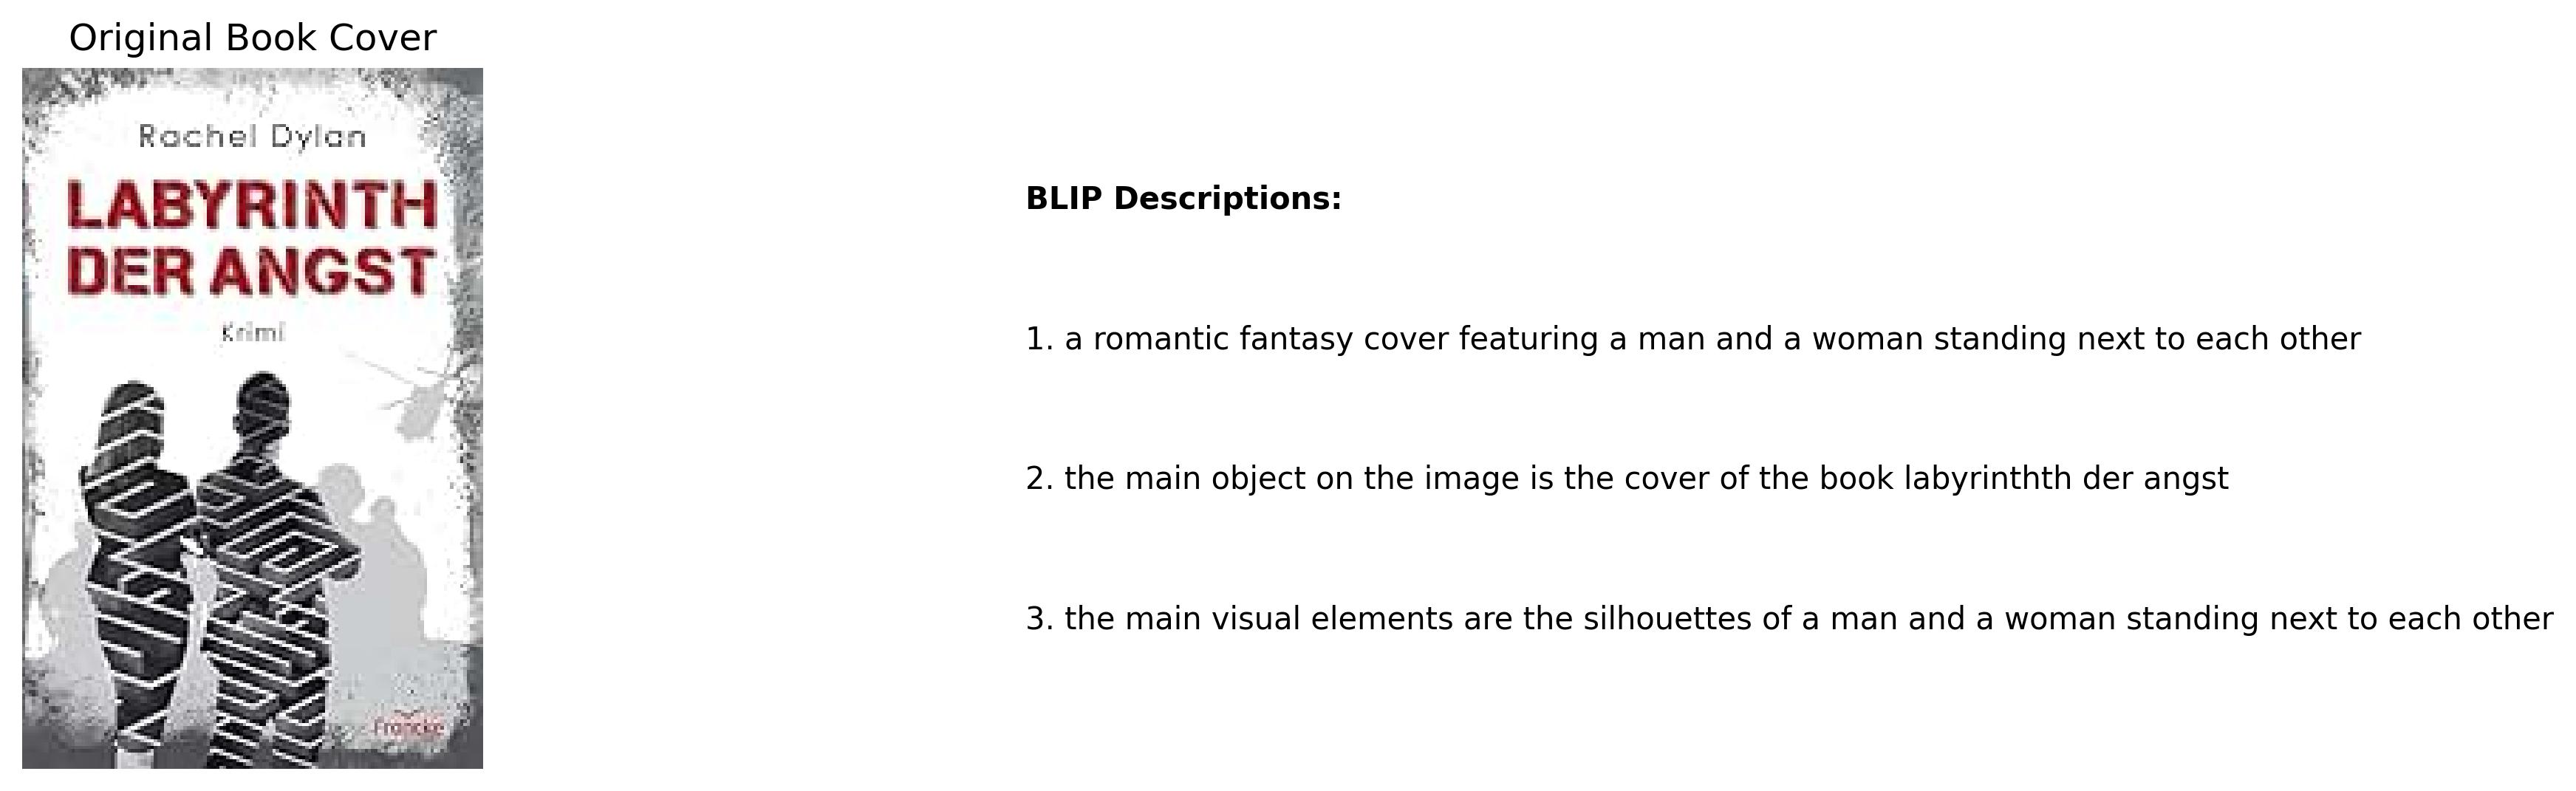 Original Book Cover
Rachel Dylan
LABYRINTH
DER ANGST
Krimi
Francke
BLIP Descriptions:
1. a romantic fantasy cover featuring a man and a woman standing next to each other
2. the main object on the image is the cover of the book labyrinthth der angst
3. the main visual elements are the silhouettes of a man and a woman standing next to each other